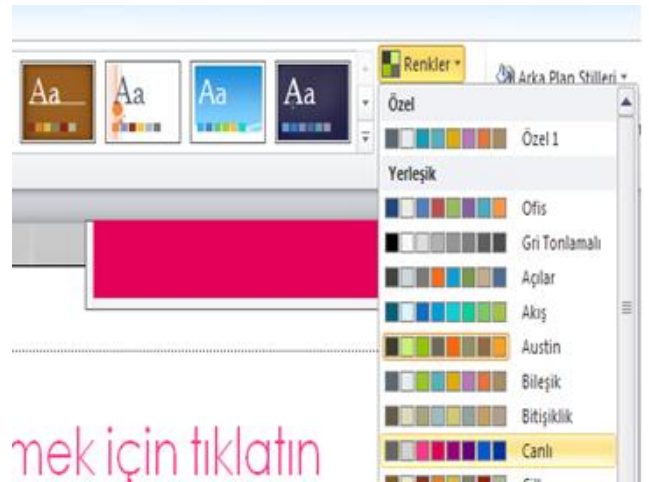 Renkler
Aa Aa Aa Aa
Arka Plan Stilleri
Özel
Özel 1
Yerleşik
Ofis
Gri Tonlamalı
Açılar
Akış
Austin
Bileşik
Bitişiklik
Canlı
mek için tıklatın